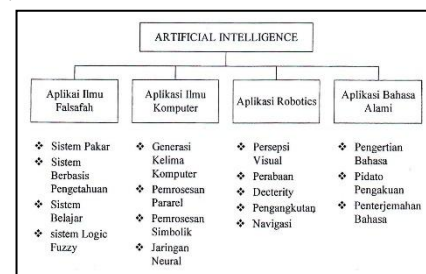 ARTIFICIAL INTELLIGENCE
Aplikai Ilmu
Falsafah
❖ Sistem Pakar
❖ Sistem
Berbasis
Pengetahuan
❖ Sistem
Belajar
❖ sistem Logic
Fuzzy
Aplikasi Ilmu
Komputer
❖ Generasi
Kelima
Komputer
❖ Pemrosesan
Pararel
❖ Pemrosesan
Simbolik
❖ Jaringan
Neural
Aplikasi Robotics
❖ Persepsi
Visual
❖ Perabaan
❖ Decterity
❖ Pengangkutan
❖ Navigasi
Aplikasi Bahasa
Alami
❖ Pengertian
Bahasa
❖ Pidato
Pengakuan
❖ Penterjemahan
Bahasa